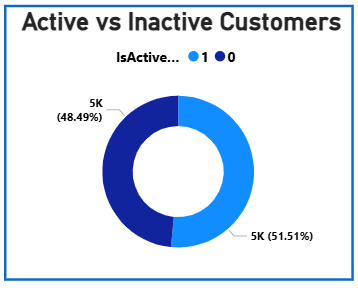 Active vs Inactive Customers
IsActive... 1 0
5K
(48.49%)
5K (51.51%)